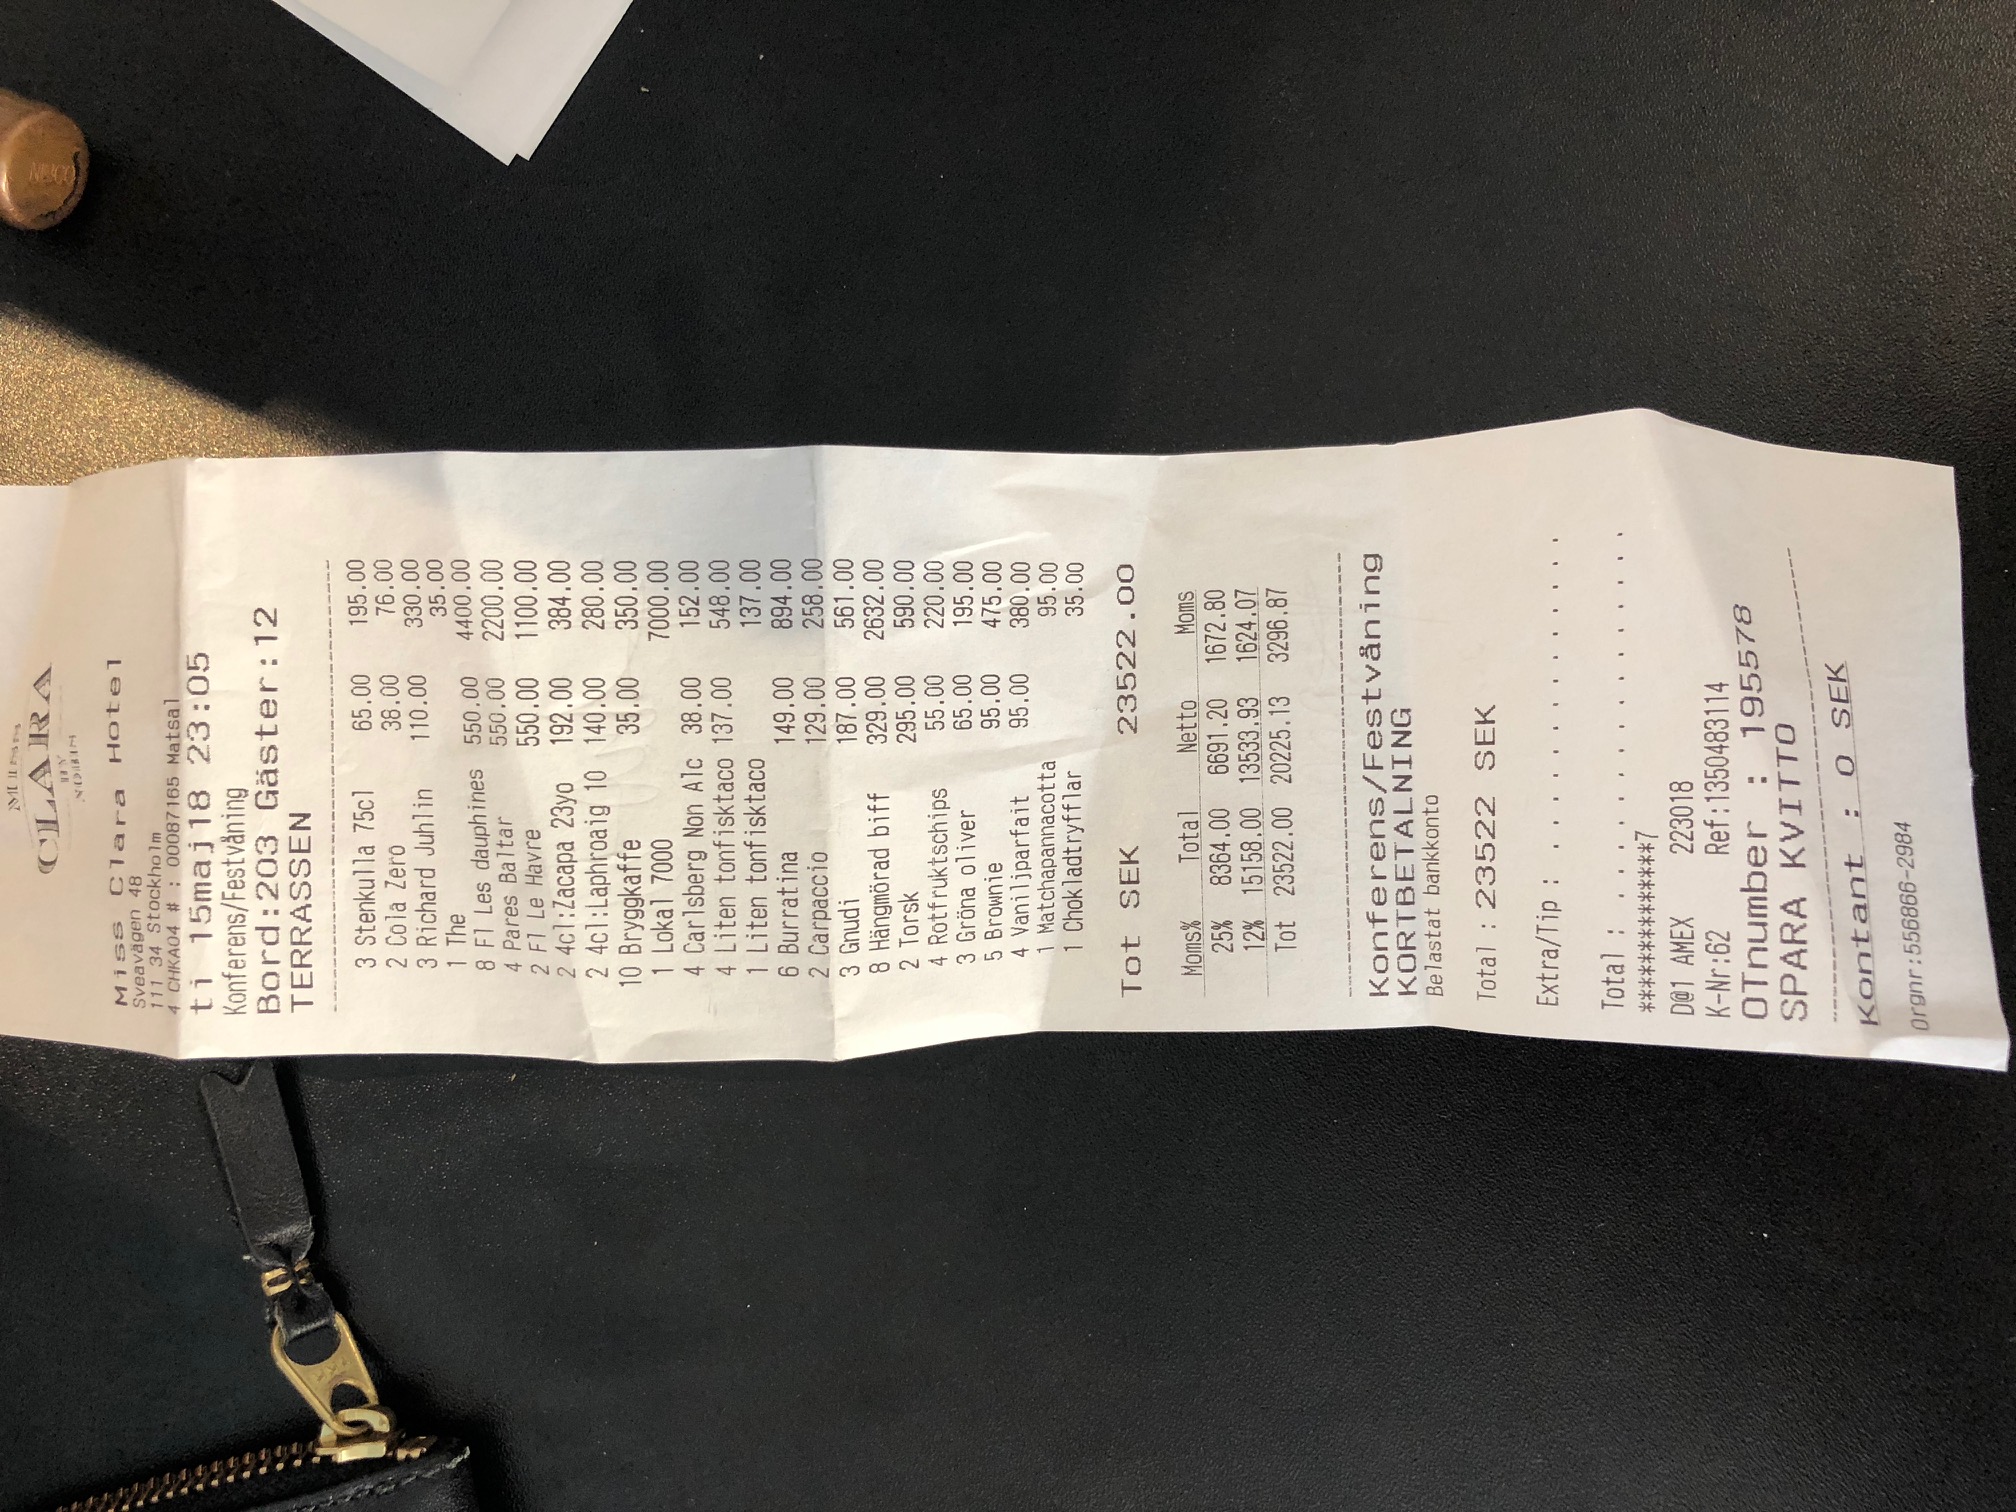 MISS
CLARA
BY
NOBIS
Miss Clara Hotel
Sveavägen 48
111 34 Stockholm
4 CHKA04 # : 00087165 Matsal
ti 15maj18 23:05
Konferens/Festvåning
Bord:203 Gäster:12
TERRASSEN
3 Stenkulla 75cl 65.00 195.00
2 Cola Zero 38.00 76.00
3 Richard Juhlin 110.00 330.00
1 The 35.00
8 Fl Les dauphines 550.00 4400.00
4 Pares Baltar 550.00 2200.00
2 Fl Le Havre 550.00 1100.00
2 4cl:Zacapa 23yo 192.00 384.00
2 4cl:Laphroaig 10 140.00 280.00
10 Bryggkaffe 35.00 350.00
1 Lokal 7000 7000.00
4 Carlsberg Non Alc 38.00 152.00
4 Liten tonfisktaco 137.00 548.00
1 Liten tonfisktaco 137.00
6 Burratina 149.00 894.00
2 Carpaccio 129.00 258.00
3 Gnudi 187.00 561.00
8 Hängmörad biff 329.00 2632.00
2 Torsk 295.00 590.00
4 Rotfruktschips 55.00 220.00
3 Gröna oliver 65.00 195.00
5 Brownie 95.00 475.00
4 Vaniljparfait 95.00 380.00
1 Matchapannacotta 95.00
1 Chokladtryfflar 35.00
Tot SEK 23522.00
Moms% Total Netto Moms
25% 8364.00 6691.20 1672.80
12% 15158.00 13533.93 1624.07
Tot 23522.00 20225.13 3296.87
Konferens/Festvåning
KORTBETALNING
Belastat bankkonto
Total : 23522 SEK
Extra/Tip : . . . . . . . . . . . . . .
Total : . . . . . . . . . . . . . . . .
**************7
D@1 AMEX 223018
K-Nr:62 Ref:1350483114
OTnumber : 195578
SPARA KVITTO
Kontant : 0 SEK
Orgnr:556866-2984